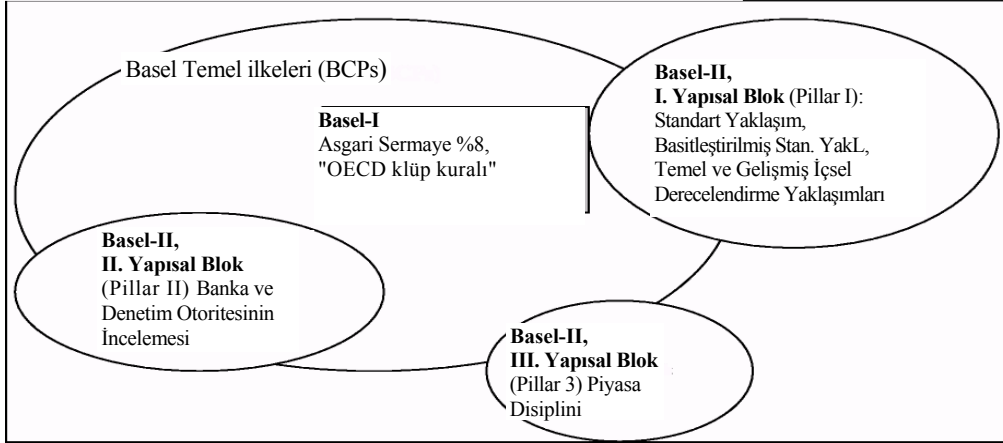 Basel Temel ilkeleri (BCPs)
Basel-I
Asgari Sermaye %8,
"OECD klüp kuralı"
Basel-II,
I. Yapısal Blok (Pillar I):
Standart Yaklaşım,
Basitleştirilmiş Stan. YakL,
Temel ve Gelişmiş İçsel
Derecelendirme Yaklaşımları
Basel-II,
II. Yapısal Blok
(Pillar II) Banka ve
Denetim Otoritesinin
İncelemesi
Basel-II,
III. Yapısal Blok
(Pillar 3) Piyasa
Disiplini